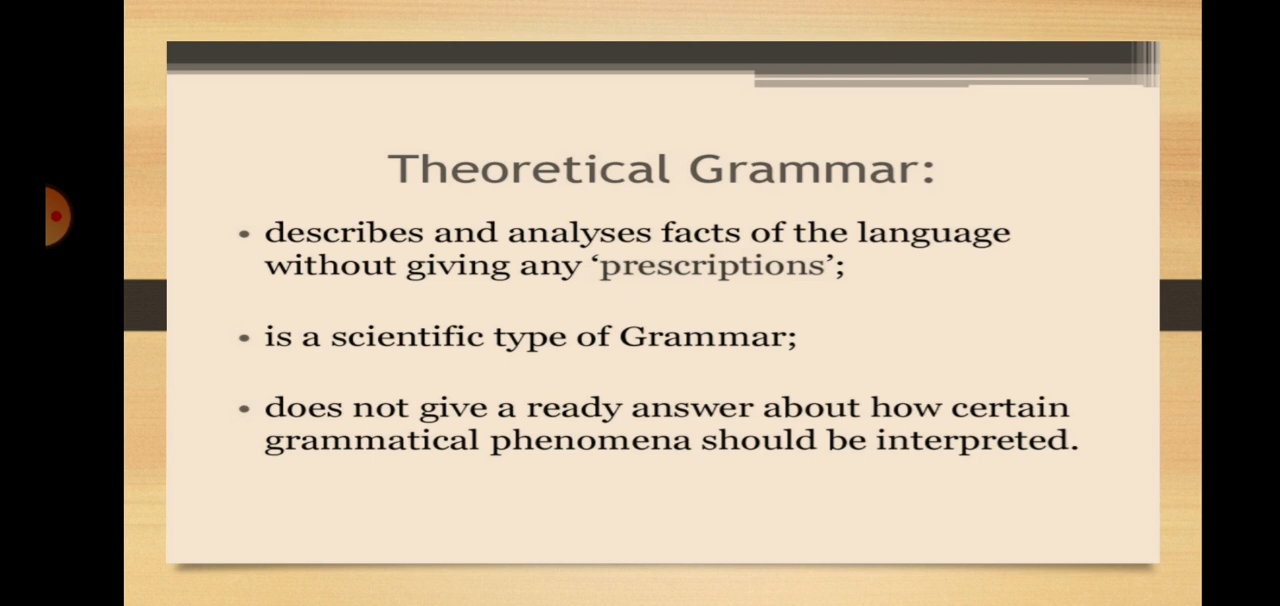 Theoretical Grammar:
• describes and analyses facts of the language
without giving any ‘prescriptions’;
• is a scientific type of Grammar;
• does not give a ready answer about how certain
grammatical phenomena should be interpreted.